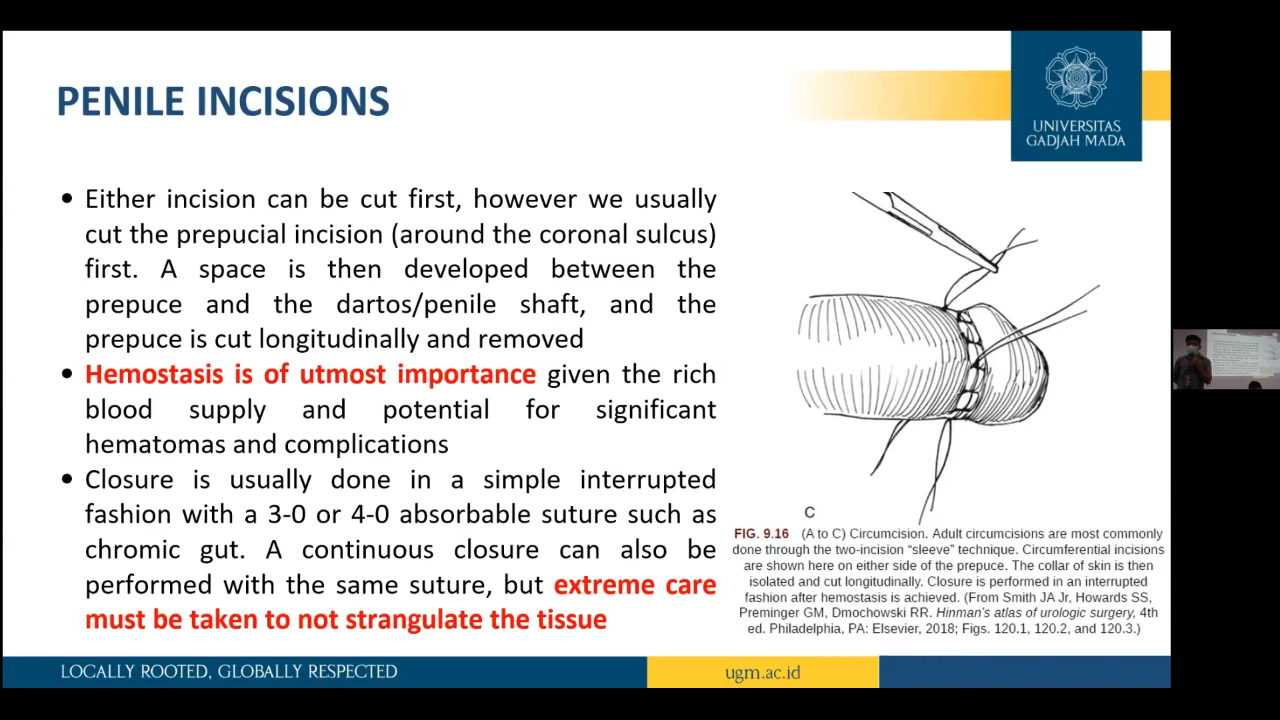 PENILE INCISIONS
UNIVERSITAS
GADJAH MADA
• Either incision can be cut first, however we usually
cut the prepucial incision (around the coronal sulcus)
first. A space is then developed between the
prepuce and the dartos/penile shaft, and the
prepuce is cut longitudinally and removed
• Hemostasis is of utmost importance given the rich
blood supply and potential for significant
hematomas and complications
• Closure is usually done in a simple interrupted
fashion with a 3-0 or 4-0 absorbable suture such as
chromic gut. A continuous closure can also be
performed with the same suture, but extreme care
must be taken to not strangulate the tissue
C
FIG. 9.16 (A to C) Circumcision. Adult circumcisions are most commonly
done through the two-incision “sleeve” technique. Circumferential incisions
are shown here on either side of the prepuce. The collar of skin is then
isolated and cut longitudinally. Closure is performed in an interrupted
fashion after hemostasis is achieved. (From Smith JA Jr, Howards SS,
Preminger GM, Dmochowski RR. Hinman's atlas of urologic surgery, 4th
ed. Philadelphia, PA: Elsevier, 2018; Figs. 120.1, 120.2, and 120.3.)
LOCALLY ROOTED, GLOBALLY RESPECTED
ugm.ac.id